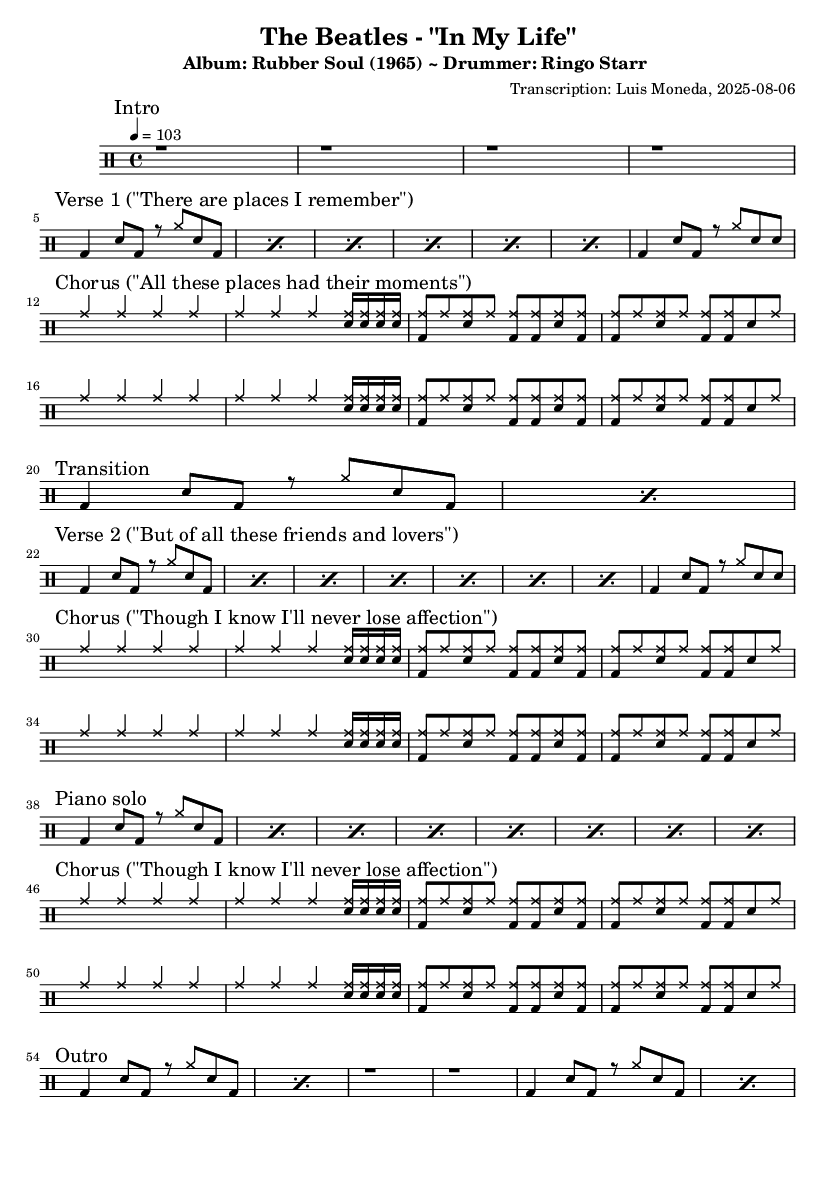 The Beatles - "In My Life"
Album: Rubber Soul (1965) ~ Drummer: Ringo Starr
Transcription: Luis Moneda, 2025-08-06
Intro
= 103
Verse 1 ("There are places I remember")
5
Chorus ("All these places had their moments")
12
16
Transition
20
Verse 2 ("But of all these friends and lovers")
22
Chorus ("Though I know I'll never lose affection")
30
34
Piano solo
38
Chorus ("Though I know I'll never lose affection")
46
50
Outro
54